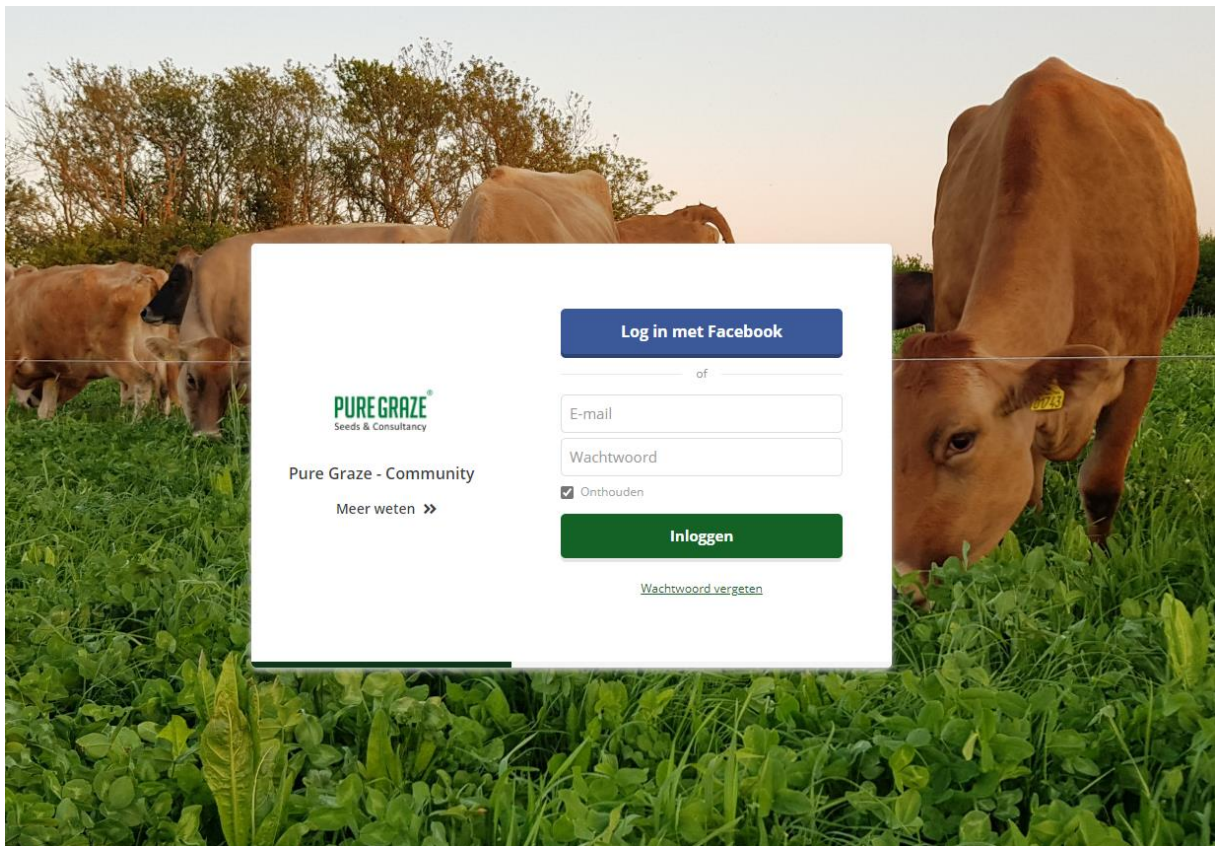 PURE GRAZE®
Seeds & Consultancy
Pure Graze - Community
Meer weten »
Log in met Facebook
of
E-mail
Wachtwoord
Onthouden
Inloggen
Wachtwoord vergeten